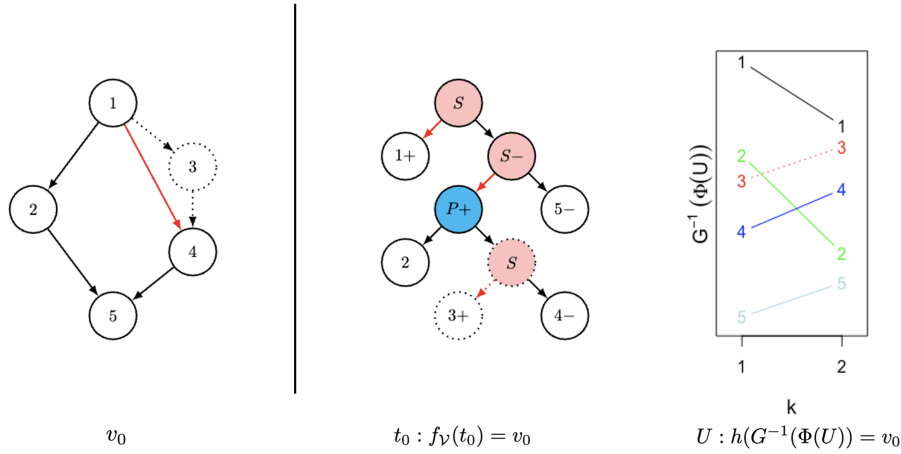 1
3
2
4
5
v₀
S
1+
S−
P+
5−
2
S
3+
4−
t₀ : f_𝒱(t₀) = v₀
G⁻¹ (Φ(U))
1
1
2
3
3
4
4
2
5
5
1 2
k
U : h(G⁻¹(Φ(U)) = v₀